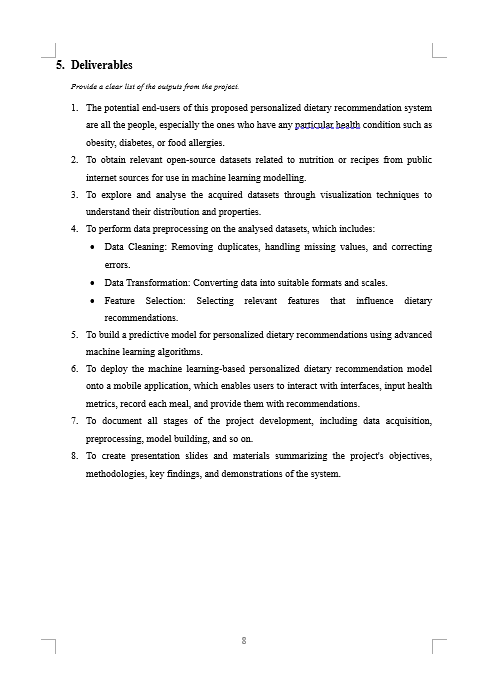 5. Deliverables
Provide a clear list of the outputs from the project.
1. The potential end-users of this proposed personalized dietary recommendation system
are all the people, especially the ones who have any particular health condition such as
obesity, diabetes, or food allergies.
2. To obtain relevant open-source datasets related to nutrition or recipes from public
internet sources for use in machine learning modelling.
3. To explore and analyse the acquired datasets through visualization techniques to
understand their distribution and properties.
4. To perform data preprocessing on the analysed datasets, which includes:
• Data Cleaning: Removing duplicates, handling missing values, and correcting
errors.
• Data Transformation: Converting data into suitable formats and scales.
• Feature Selection: Selecting relevant features that influence dietary
recommendations.
5. To build a predictive model for personalized dietary recommendations using advanced
machine learning algorithms.
6. To deploy the machine learning-based personalized dietary recommendation model
onto a mobile application, which enables users to interact with interfaces, input health
metrics, record each meal, and provide them with recommendations.
7. To document all stages of the project development, including data acquisition,
preprocessing, model building, and so on.
8. To create presentation slides and materials summarizing the project's objectives,
methodologies, key findings, and demonstrations of the system.
8